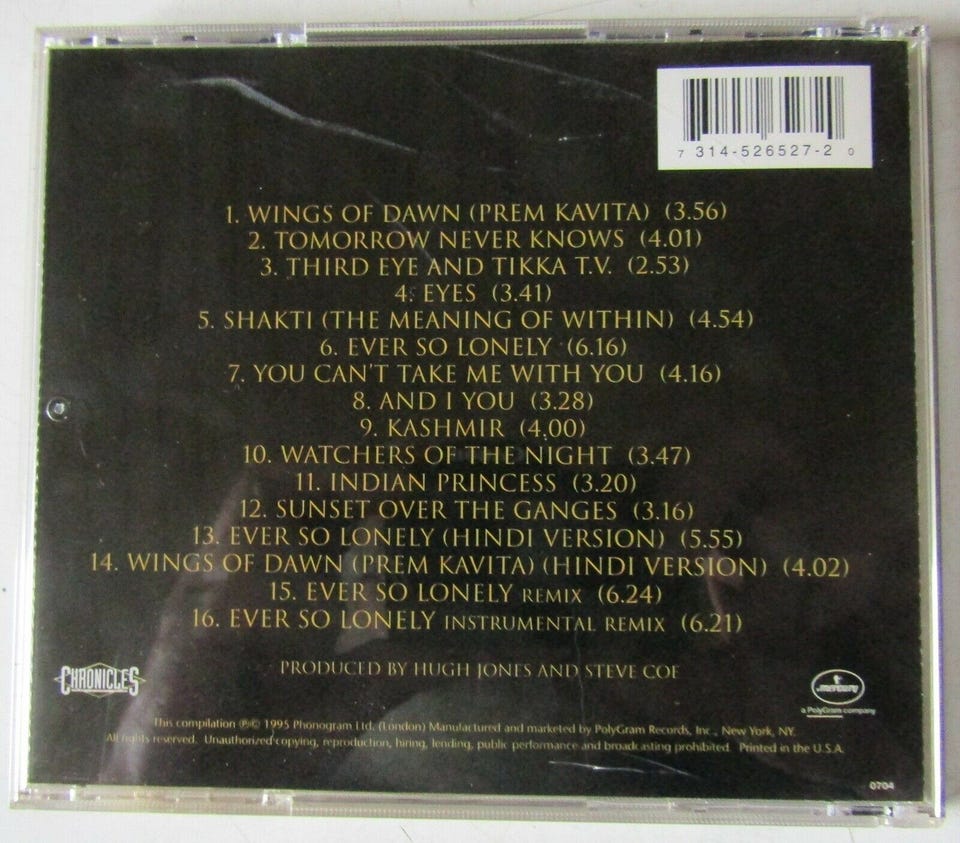 7 314-526527-2 0
1. WINGS OF DAWN (PREM KAVITA) (3.56)
2. TOMORROW NEVER KNOWS (4.01)
3. THIRD EYE AND TIKKA T.V. (2.53)
4. EYES (3.41)
5. SHAKTI (THE MEANING OF WITHIN) (4.54)
6. EVER SO LONELY (6.16)
7. YOU CAN'T TAKE ME WITH YOU (4.16)
8. AND I YOU (3.28)
9. KASHMIR (4.00)
10. WATCHERS OF THE NIGHT (3.47)
11. INDIAN PRINCESS (3.20)
12. SUNSET OVER THE GANGES (3.16)
13. EVER SO LONELY (HINDI VERSION) (5.55)
14. WINGS OF DAWN (PREM KAVITA) (HINDI VERSION) (4.02)
15. EVER SO LONELY REMIX (6.24)
16. EVER SO LONELY INSTRUMENTAL REMIX (6.21)
PRODUCED BY HUGH JONES AND STEVE COE
CHRONICLES
mercury
a PolyGram company
This compilation ℗© 1995 Phonogram Ltd. (London) Manufactured and marketed by PolyGram Records, Inc., New York, NY.
All rights reserved. Unauthorized copying, reproduction, hiring, lending, public performance and broadcasting prohibited. Printed in the U.S.A.
0704